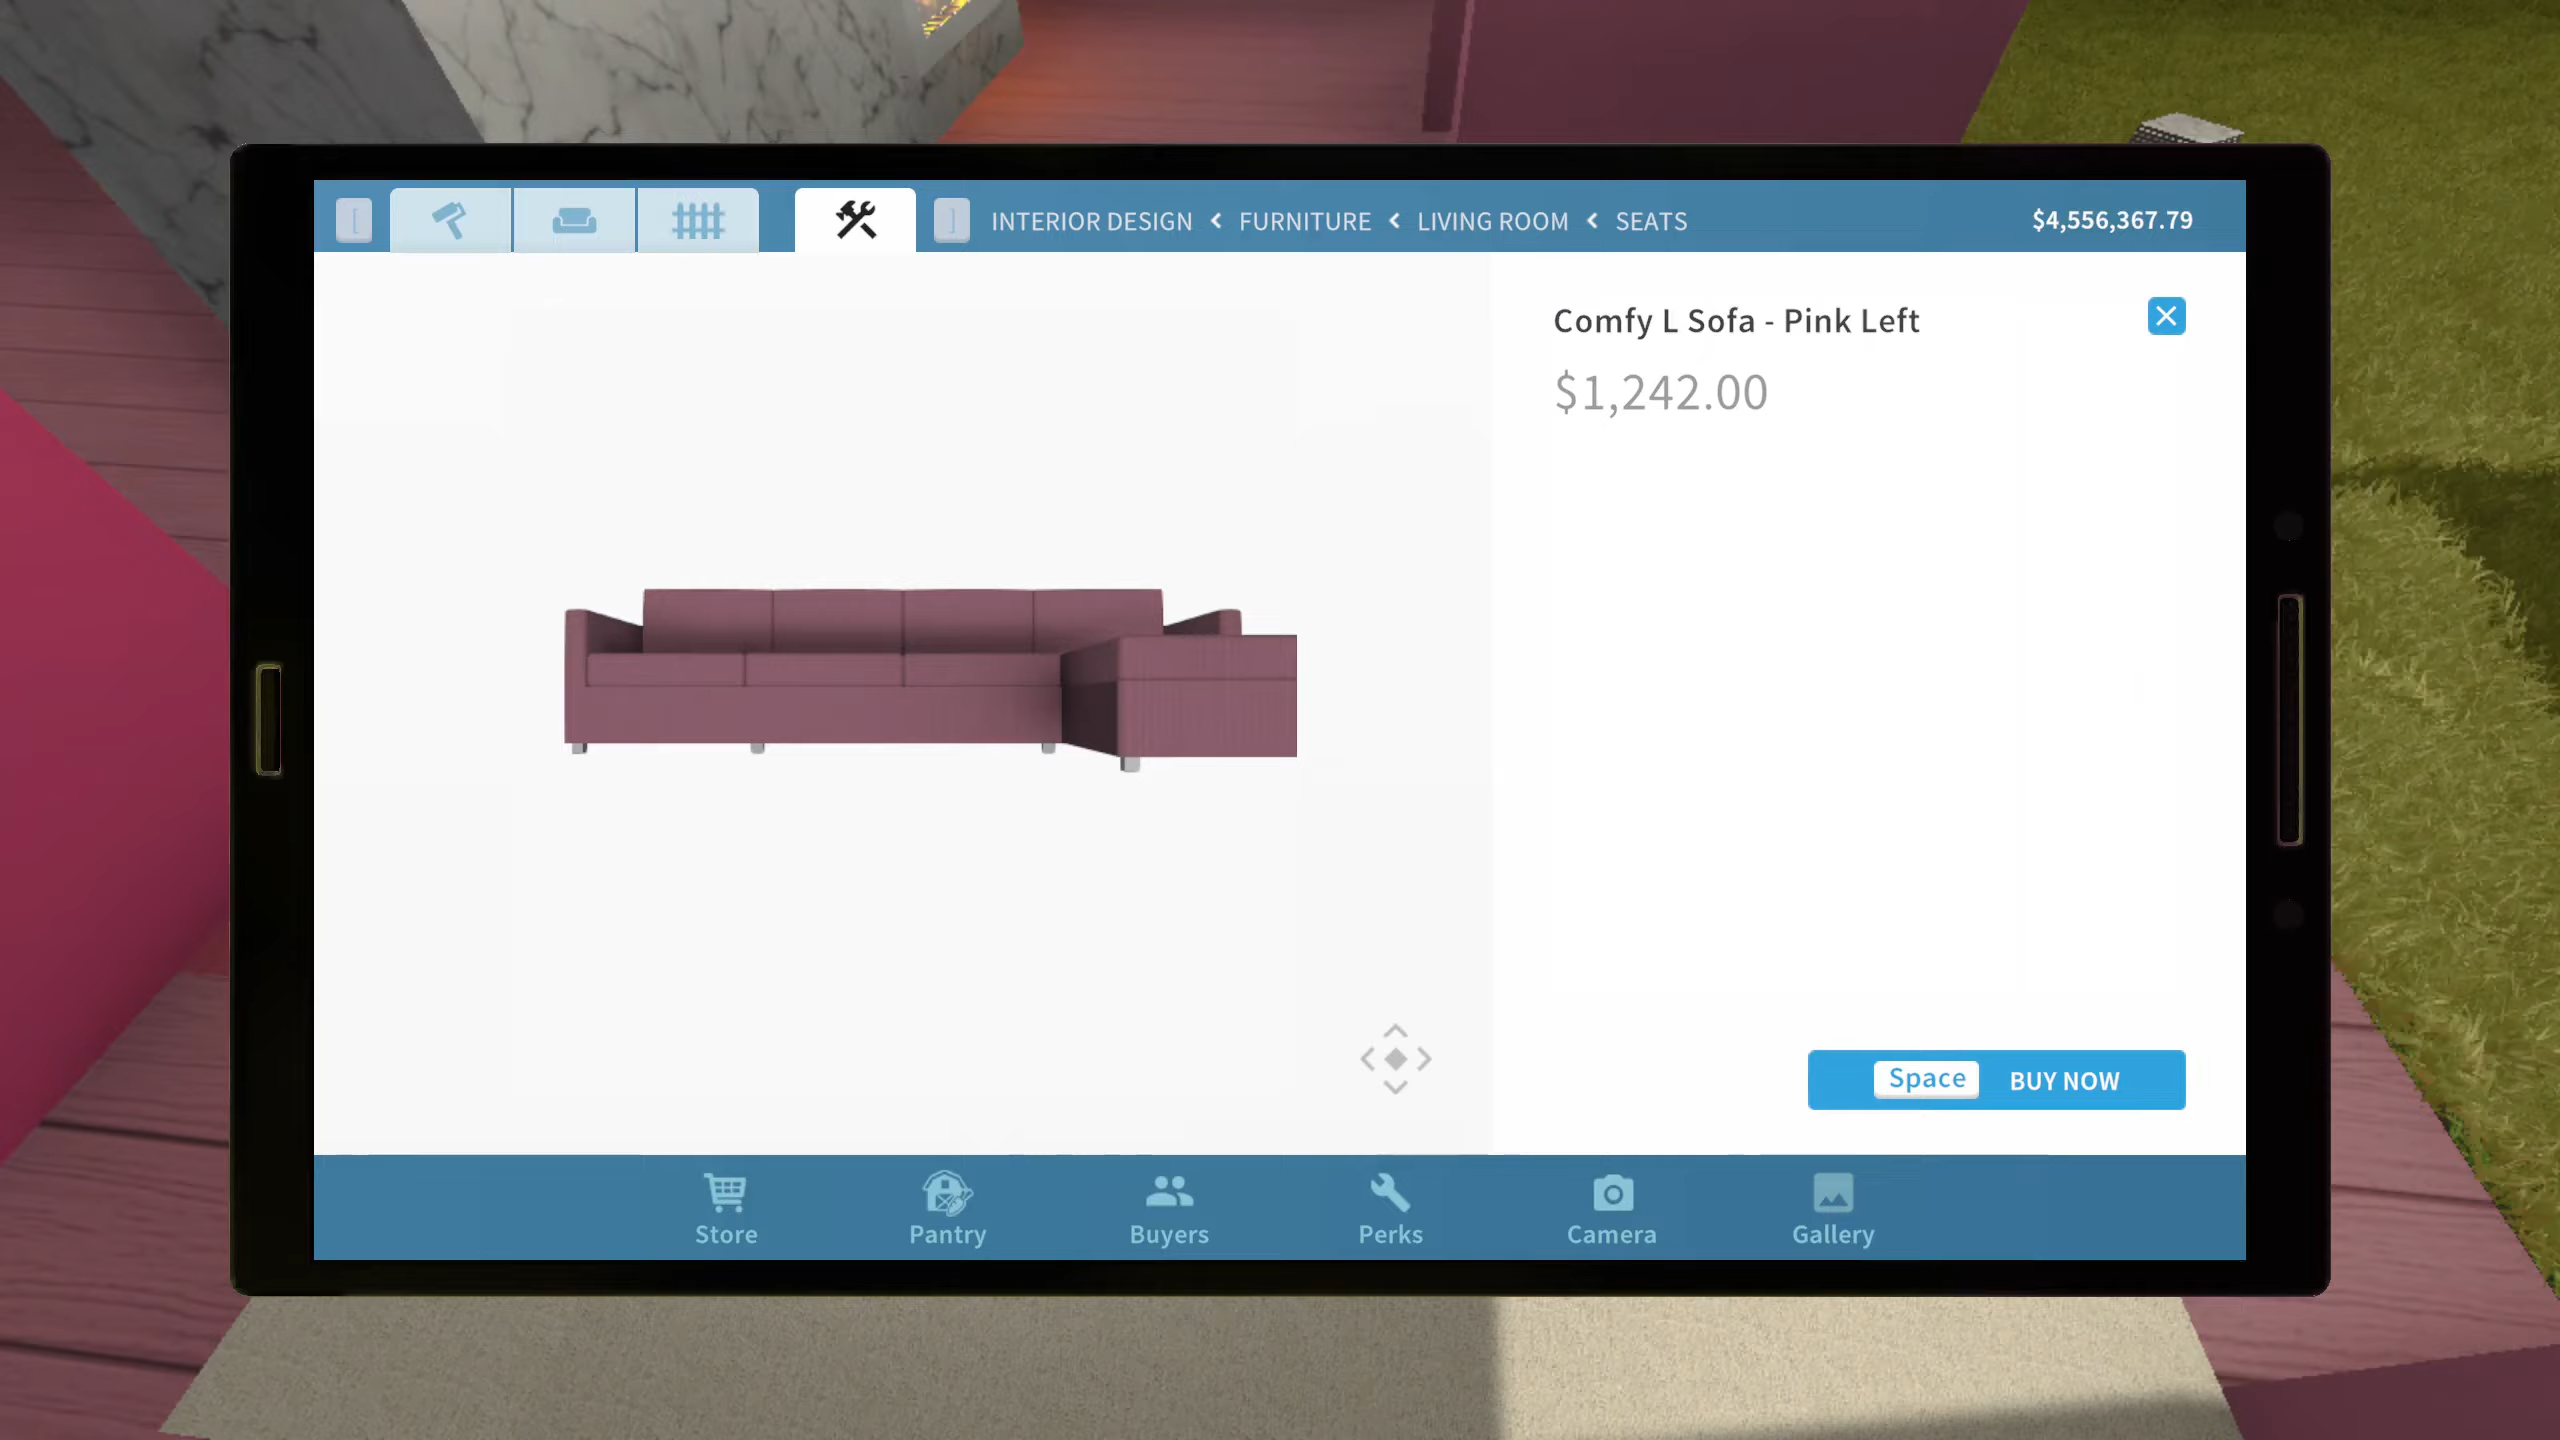 [
] INTERIOR DESIGN < FURNITURE < LIVING ROOM < SEATS
$4,556,367.79
Comfy L Sofa - Pink Left
$1,242.00
Space BUY NOW
Store
Pantry
Buyers
Perks
Camera
Gallery